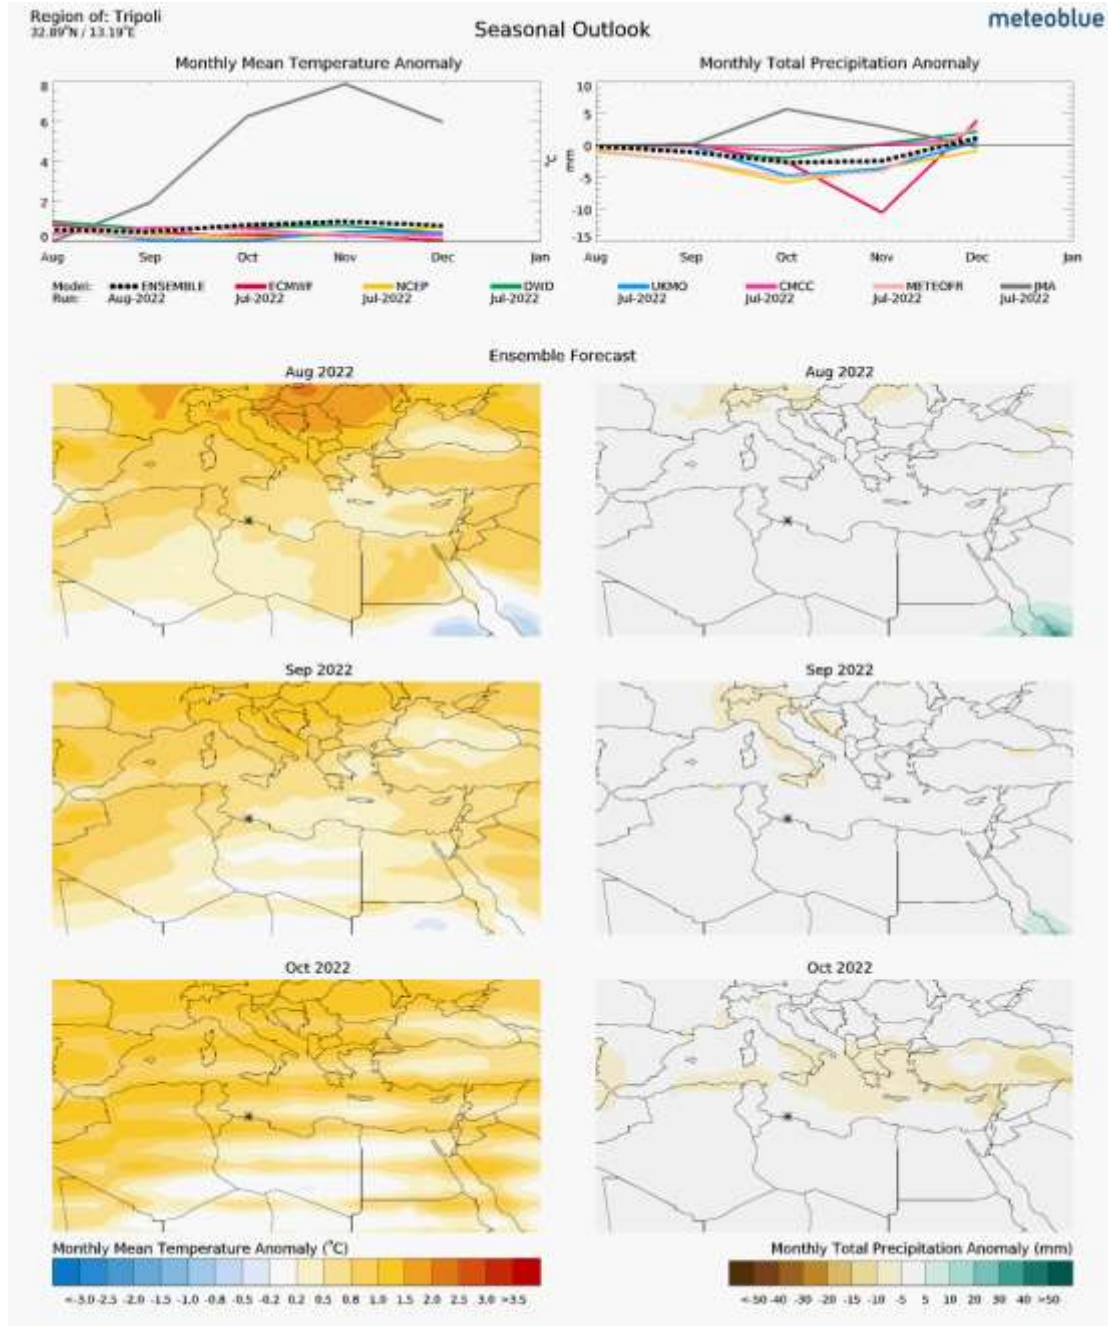 Region of: Tripoli
32.89°N / 13.19°E
Seasonal Outlook
meteoblue
Monthly Mean Temperature Anomaly
Monthly Total Precipitation Anomaly
8
6
4
2
0
°C
Aug Sep Oct Nov Dec Jan
10
5
0
-5
-10
-15
mm
Aug Sep Oct Nov Dec Jan
Model: ENSEMBLE ECMWF NCEP DWD UKMO CMCC METEOFR JMA
Run: Aug-2022 Jul-2022 Jul-2022 Jul-2022 Jul-2022 Jul-2022 Jul-2022 Jul-2022
Ensemble Forecast
Aug 2022
Aug 2022
Sep 2022
Sep 2022
Oct 2022
Oct 2022
Monthly Mean Temperature Anomaly (°C)
<-3.0 -2.5 -2.0 -1.5 -1.0 -0.8 -0.5 -0.2 0.2 0.5 0.8 1.0 1.5 2.0 2.5 3.0 >3.5
Monthly Total Precipitation Anomaly (mm)
<-50 -40 -30 -20 -15 -10 -5 5 10 20 30 40 >50